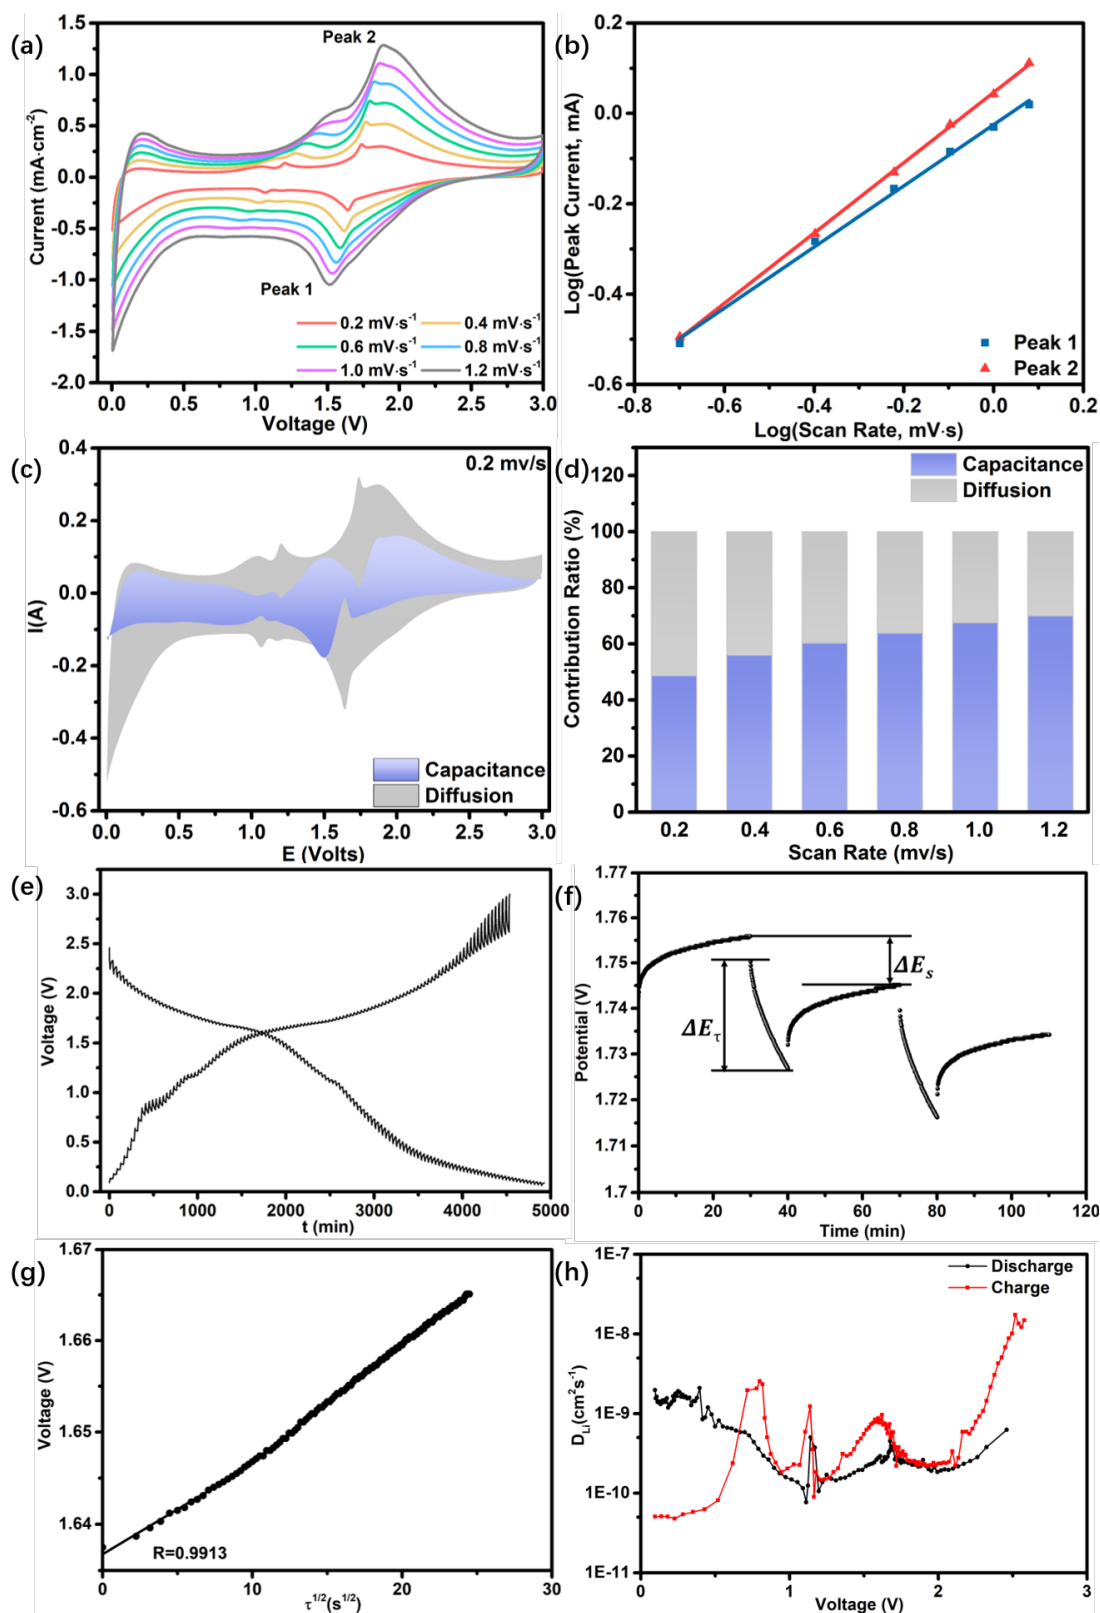 (a)
Current (mA·cm⁻²)
1.5
1.0
0.5
0.0
-0.5
-1.0
-1.5
-2.0
Peak 2
Peak 1
0.2 mV·s⁻¹ 0.4 mV·s⁻¹
0.6 mV·s⁻¹ 0.8 mV·s⁻¹
1.0 mV·s⁻¹ 1.2 mV·s⁻¹
0.0 0.5 1.0 1.5 2.0 2.5 3.0
Voltage (V)
(b)
Log(Peak Current, mA)
0.2
0.0
-0.2
-0.4
-0.6
Peak 1
Peak 2
-0.8 -0.6 -0.4 -0.2 0.0 0.2
Log(Scan Rate, mV·s)
(c)
I(A)
0.4
0.2
0.0
-0.2
-0.4
-0.6
0.2 mv/s
Capacitance
Diffusion
0.0 0.5 1.0 1.5 2.0 2.5 3.0
E (Volts)
(d)
Contribution Ratio (%)
120
100
80
60
40
20
0
Capacitance
Diffusion
0.2 0.4 0.6 0.8 1.0 1.2
Scan Rate (mv/s)
(e)
Voltage (V)
3.0
2.5
2.0
1.5
1.0
0.5
0.0
0 1000 2000 3000 4000 5000
t (min)
(f)
Potential (V)
1.77
1.76
1.75
1.74
1.73
1.72
1.71
1.7
ΔEₛ
ΔE_τ
0 20 40 60 80 100 120
Time (min)
(g)
Voltage (V)
1.67
1.66
1.65
1.64
R=0.9913
0 10 20 30
τ^1/2(s^1/2)
(h)
D_Li(cm²s⁻¹)
1E-7
1E-8
1E-9
1E-10
1E-11
Discharge
Charge
0 1 2 3
Voltage (V)